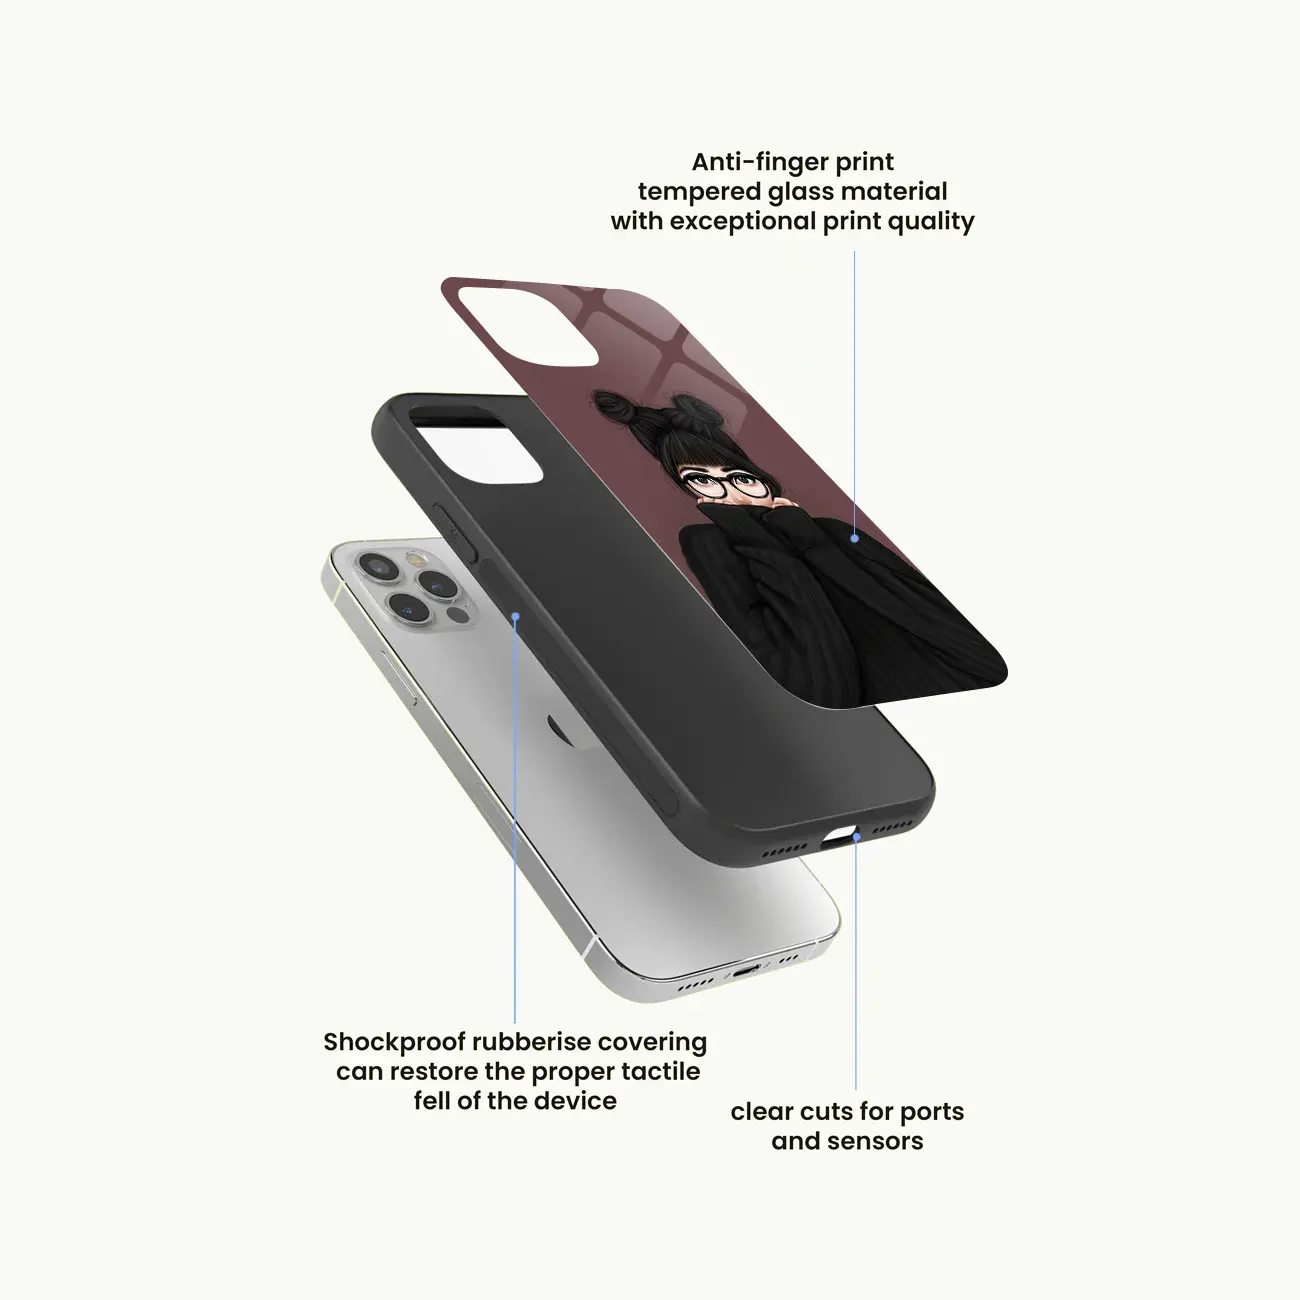 Anti-finger print
tempered glass material
with exceptional print quality
Shockproof rubberise covering
can restore the proper tactile
fell of the device
clear cuts for ports
and sensors